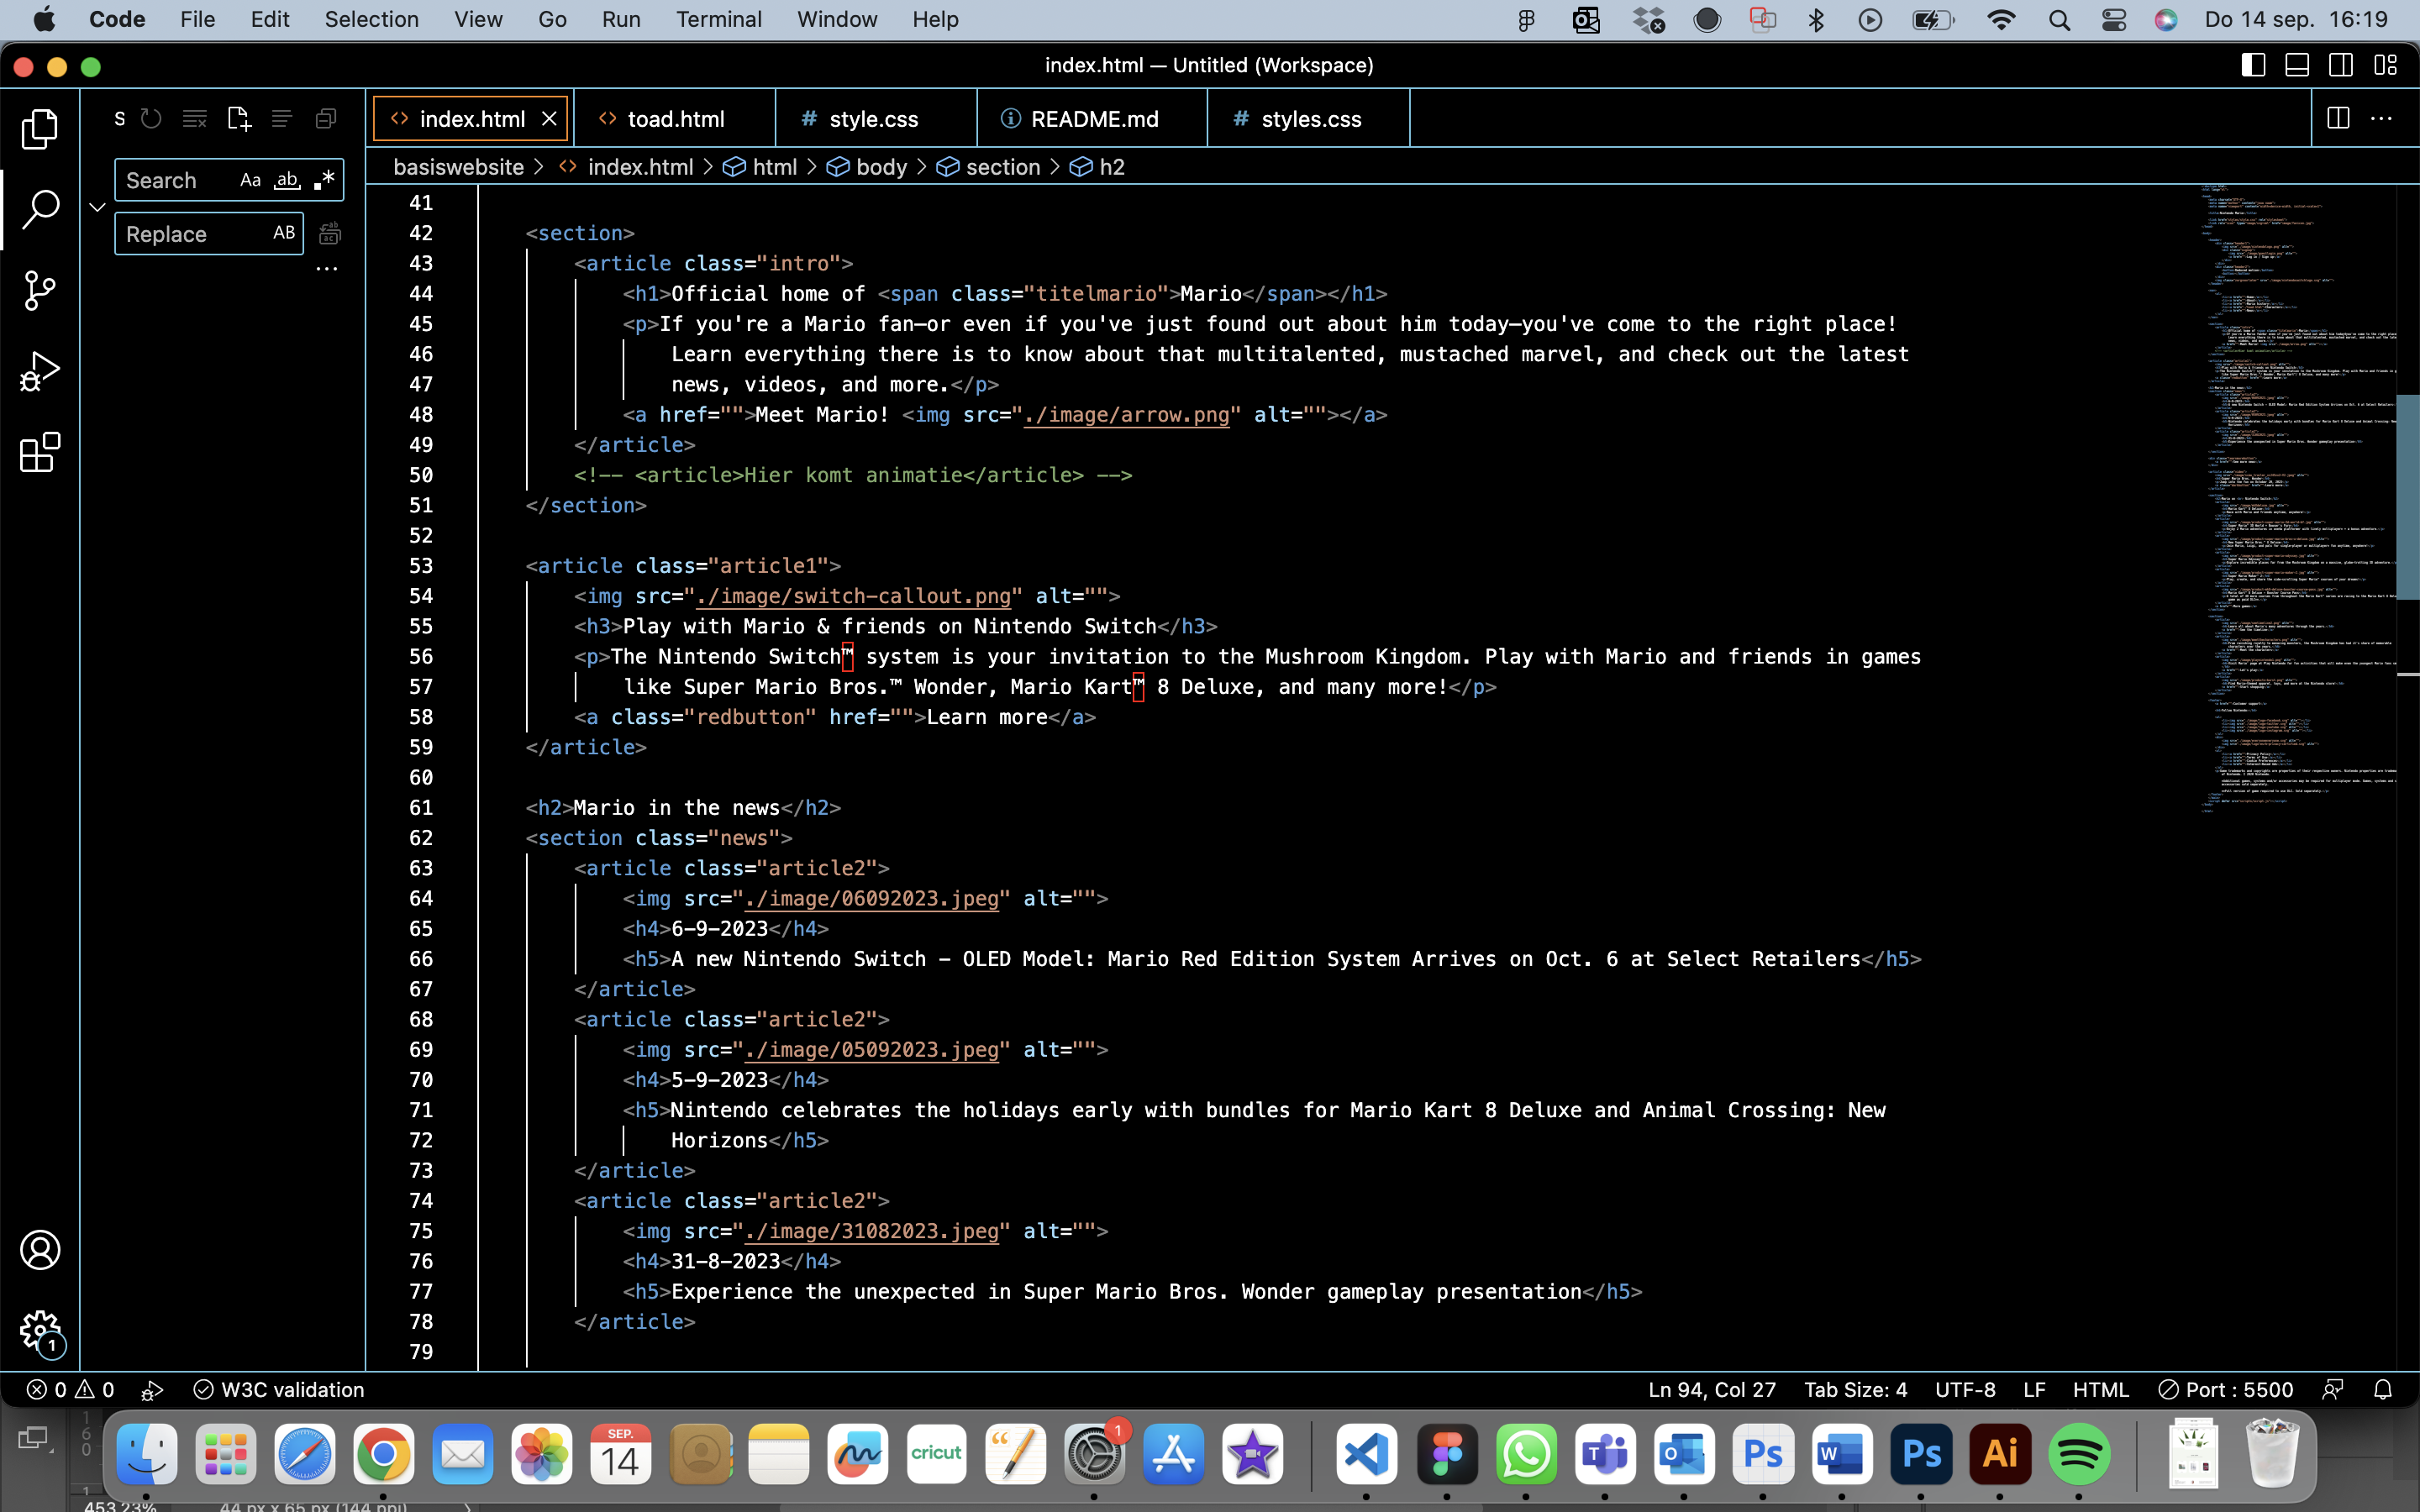 Code File Edit Selection View Go Run Terminal Window Help Do 14 sep. 16:19
index.html — Untitled (Workspace)
S
index.html toad.html # style.css README.md # styles.css
Search Aa ab
Replace AB
basiswebsite > index.html > html > body > section > h2
41
42 <section>
43 <article class="intro">
44 <h1>Official home of <span class="titelmario">Mario</span></h1>
45 <p>If you're a Mario fan—or even if you've just found out about him today—you've come to the right place!
46 Learn everything there is to know about that multitalented, mustached marvel, and check out the latest
47 news, videos, and more.</p>
48 <a href="">Meet Mario! <img src="./image/arrow.png" alt=""></a>
49 </article>
50 <!-- <article>Hier komt animatie</article> -->
51 </section>
52
53 <article class="article1">
54 <img src="./image/switch-callout.png" alt="">
55 <h3>Play with Mario & friends on Nintendo Switch</h3>
56 <p>The Nintendo Switch™ system is your invitation to the Mushroom Kingdom. Play with Mario and friends in games
57 like Super Mario Bros.™ Wonder, Mario Kart™ 8 Deluxe, and many more!</p>
58 <a class="redbutton" href="">Learn more</a>
59 </article>
60
61 <h2>Mario in the news</h2>
62 <section class="news">
63 <article class="article2">
64 <img src="./image/06092023.jpeg" alt="">
65 <h4>6-9-2023</h4>
66 <h5>A new Nintendo Switch – OLED Model: Mario Red Edition System Arrives on Oct. 6 at Select Retailers</h5>
67 </article>
68 <article class="article2">
69 <img src="./image/05092023.jpeg" alt="">
70 <h4>5-9-2023</h4>
71 <h5>Nintendo celebrates the holidays early with bundles for Mario Kart 8 Deluxe and Animal Crossing: New
72 Horizons</h5>
73 </article>
74 <article class="article2">
75 <img src="./image/31082023.jpeg" alt="">
76 <h4>31-8-2023</h4>
77 <h5>Experience the unexpected in Super Mario Bros. Wonder gameplay presentation</h5>
78 </article>
79
1
0 0 W3C validation Ln 94, Col 27 Tab Size: 4 UTF-8 LF HTML Port : 5500
SEP.
14
cricut
1
T
O
Ps
W
Ps
Ai
453,23% 44 px x 65 px (144 ppi)